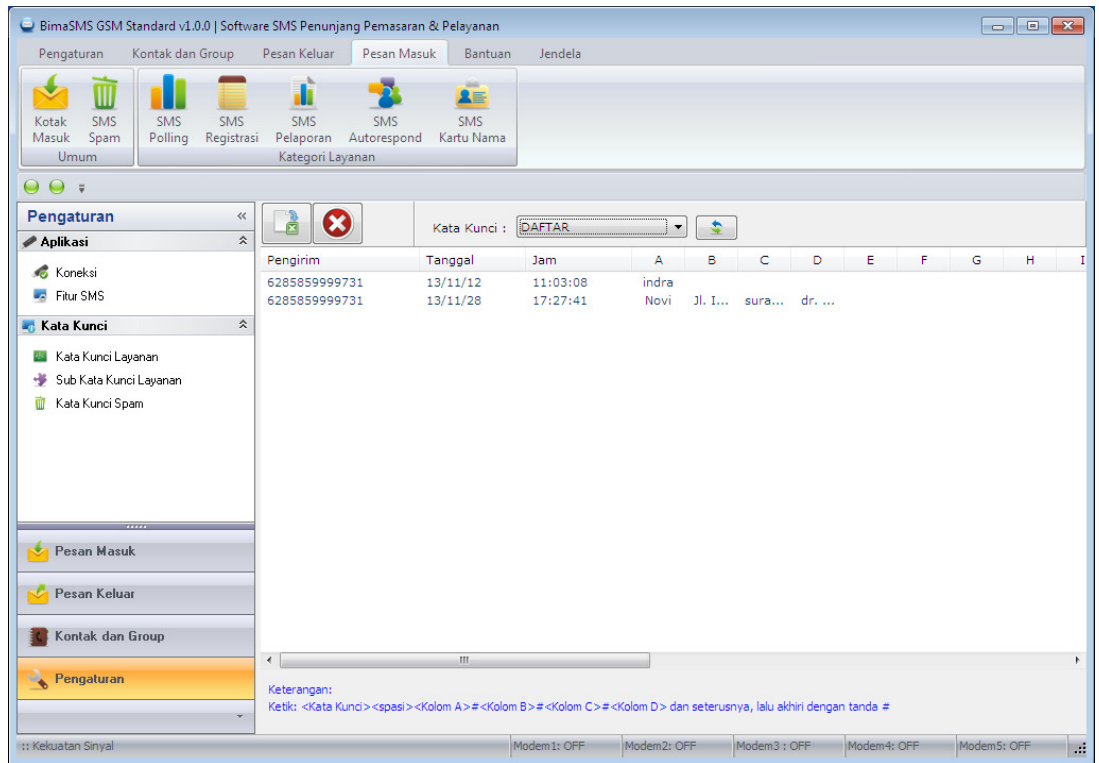 BimaSMS GSM Standard v1.0.0 | Software SMS Penunjang Pemasaran & Pelayanan
Pengaturan Kontak dan Group Pesan Keluar Pesan Masuk Bantuan Jendela
Kotak Masuk
SMS Spam
SMS Polling
SMS Registrasi
SMS Pelaporan
SMS Autorespond
SMS Kartu Nama
Umum
Kategori Layanan
Pengaturan
Aplikasi
Koneksi
Fitur SMS
Kata Kunci
Kata Kunci Layanan
Sub Kata Kunci Layanan
Kata Kunci Spam
Pesan Masuk
Pesan Keluar
Kontak dan Group
Pengaturan
Kata Kunci : DAFTAR
Pengirim Tanggal Jam A B C D E F G H I
6285859999731 13/11/12 11:03:08 indra
6285859999731 13/11/28 17:27:41 Novi Jl. I... sura... dr. ...
Keterangan:
Ketik: <Kata Kunci><spasi><Kolom A>#<Kolom B>#<Kolom C>#<Kolom D> dan seterusnya, lalu akhiri dengan tanda #
:: Kekuatan Sinyal Modem1: OFF Modem2: OFF Modem3 : OFF Modem4: OFF Modem5: OFF